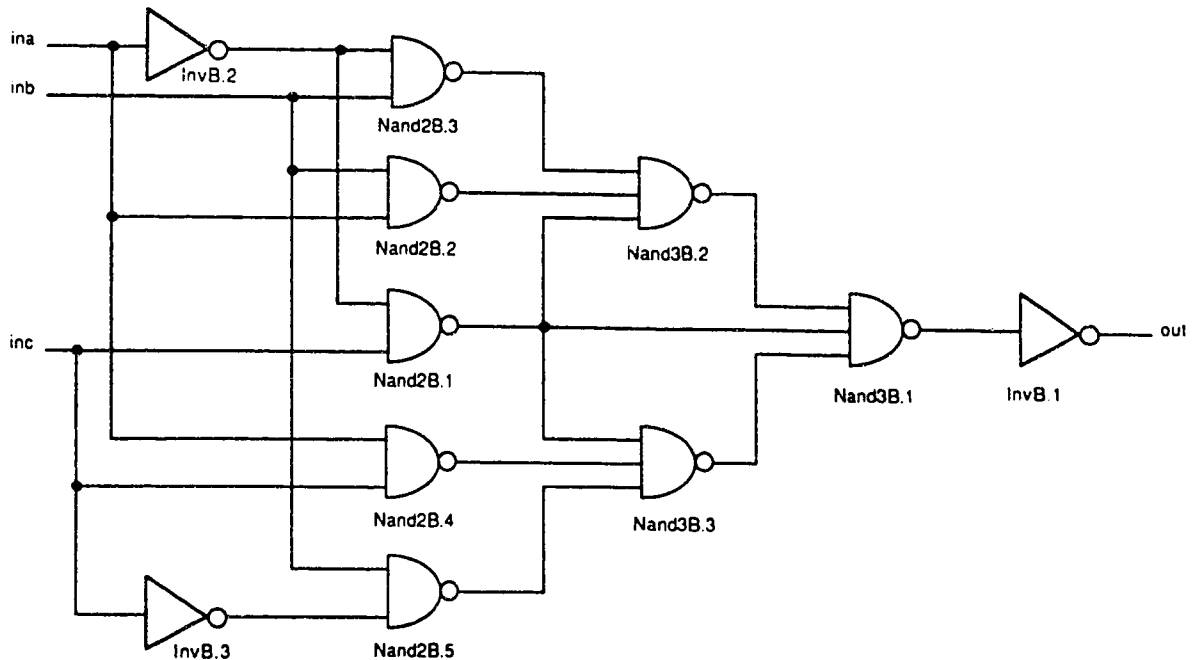 ina
InvB.2
inb
Nand2B.3
Nand2B.2
Nand3B.2
inc
out
Nand2B.1
Nand3B.1
InvB.1
Nand2B.4
Nand3B.3
InvB.3
Nand2B.5